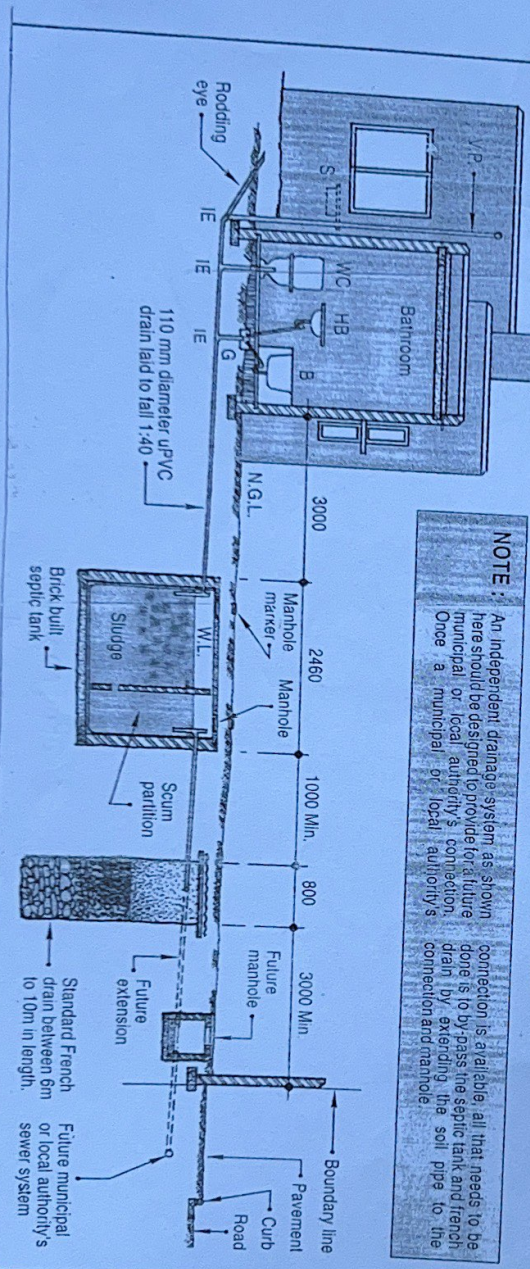 NOTE :
An independent drainage system as shown
here should be designed to provide for a future
municipal or local authority's connection.
Once a municipal or local authority's
connection is available, all that needs to be
done is to by-pass the septic tank and french
drain by extending the soil pipe to the
connection and manhole
V.P.
S
Bathroom
WC
HB
B
G
Rodding
eye
IE
IE
IE
110 mm diameter uPVC
drain laid to fall 1:40
N.G.L.
3000
2460
1000 Min.
800
3000 Min
Manhole
marker
Manhole
W.L.
Sludge
Brick built
septic tank
Scum
partition
Future
manhole
Future
extension
Standard French
drain between 6m
to 10m in length.
Future municipal
or local authority's
sewer system
Boundary line
Pavement
Curb
Road